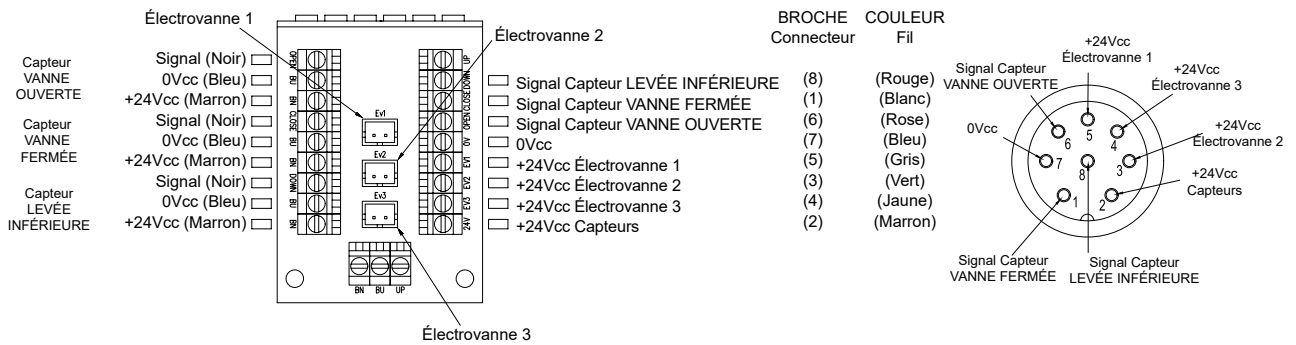 Électrovanne 1
Électrovanne 2
Électrovanne 3
Capteur
VANNE
OUVERTE
Signal (Noir)
0Vcc (Bleu)
+24Vcc (Marron)
Capteur
VANNE
FERMÉE
Signal (Noir)
0Vcc (Bleu)
+24Vcc (Marron)
Capteur
LEVÉE
INFÉRIEURE
Signal (Noir)
0Vcc (Bleu)
+24Vcc (Marron)
OPEN
BU
BN
CLOSE
BU
BN
DOWN
BU
BN
Ev1
Ev2
Ev3
UP
DOWN
CLOSE
OPEN
0V
EV1
EV2
EV3
24V
BN BU UP
BROCHE COULEUR
Connecteur Fil
Signal Capteur LEVÉE INFÉRIEURE (8) (Rouge)
Signal Capteur VANNE FERMÉE (1) (Blanc)
Signal Capteur VANNE OUVERTE (6) (Rose)
0Vcc (7) (Bleu)
+24Vcc Électrovanne 1 (5) (Gris)
+24Vcc Électrovanne 2 (3) (Vert)
+24Vcc Électrovanne 3 (4) (Jaune)
+24Vcc Capteurs (2) (Marron)
+24Vcc
Électrovanne 1
Signal Capteur
VANNE OUVERTE
+24Vcc
Électrovanne 3
0Vcc
+24Vcc
Électrovanne 2
+24Vcc
Capteurs
6 5 4
7 8 3
1 2
Signal Capteur
VANNE FERMÉE
Signal Capteur
LEVÉE INFÉRIEURE